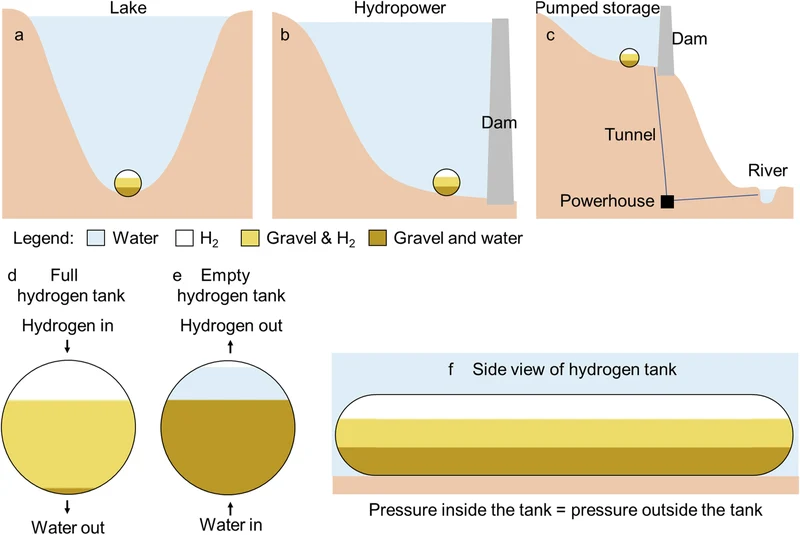 Lake
a
Hydropower
b
Dam
Pumped storage
c
Dam
Tunnel
River
Powerhouse
Legend: Water H₂ Gravel & H₂ Gravel and water
d Full
hydrogen tank
Hydrogen in
Water out
e Empty
hydrogen tank
Hydrogen out
Water in
f Side view of hydrogen tank
Pressure inside the tank = pressure outside the tank